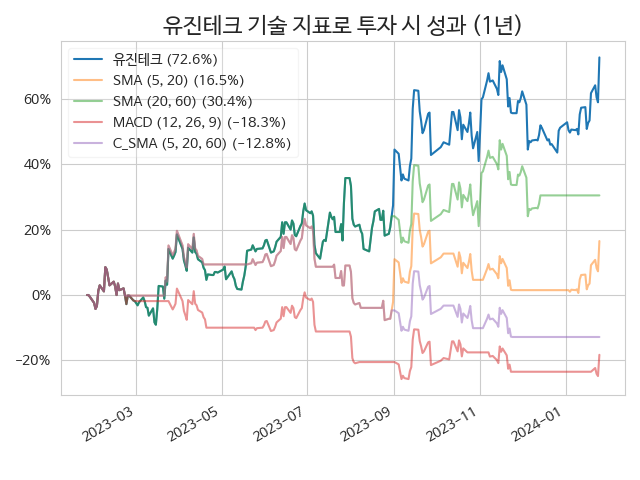 유진테크 기술 지표로 투자 시 성과 (1년)
유진테크 (72.6%)
SMA (5, 20) (16.5%)
SMA (20, 60) (30.4%)
MACD (12, 26, 9) (−18.3%)
C_SMA (5, 20, 60) (−12.8%)
60%
40%
20%
0%
−20%
2023−03
2023−05
2023−07
2023−09
2023−11
2024−01